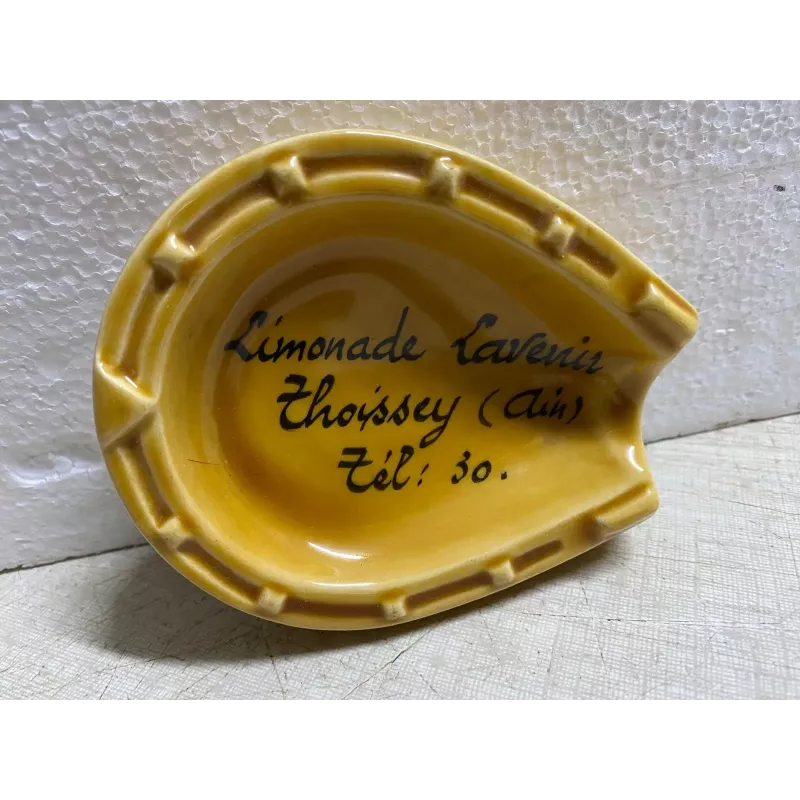 Limonade Lavenir
Thoissey (Ain)
Tél: 30.